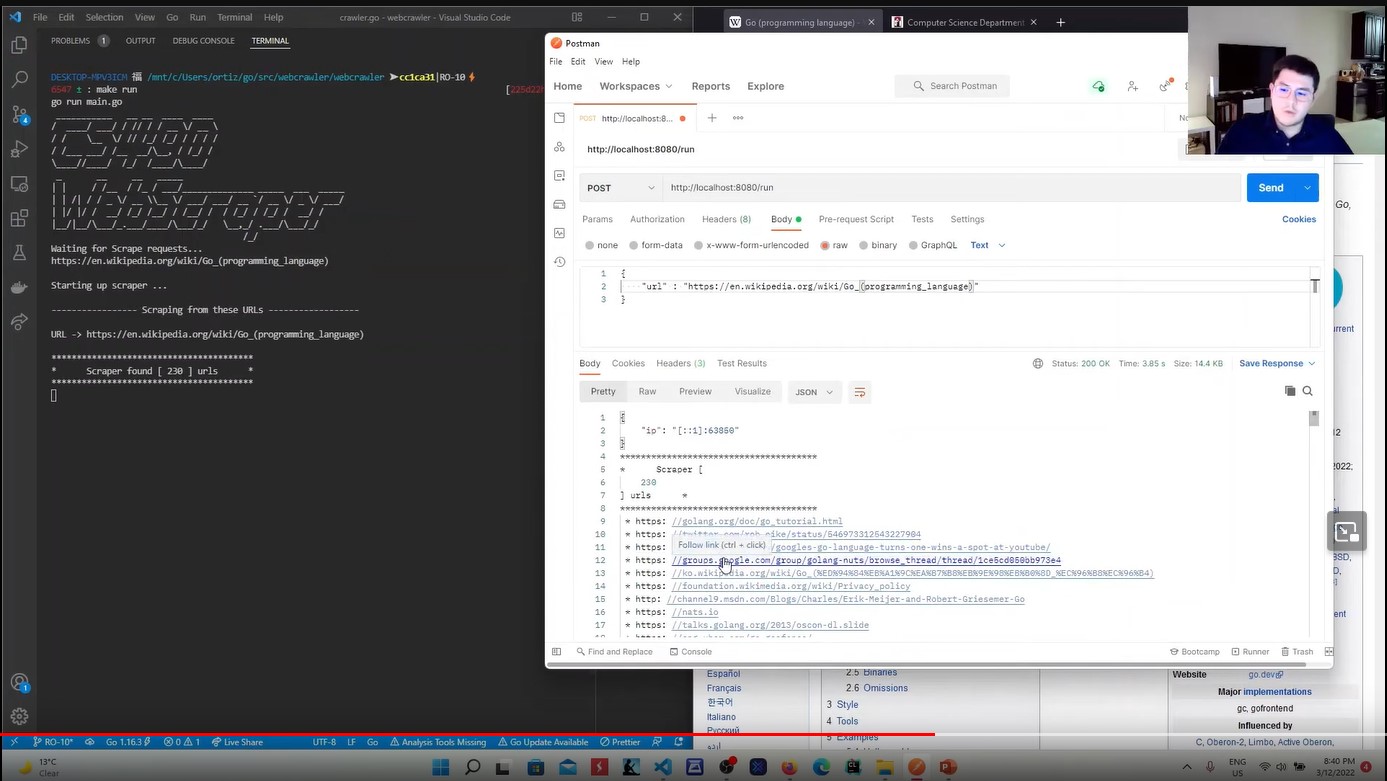 File Edit Selection View Go Run Terminal Help
crawler.go - webcrawler - Visual Studio Code
PROBLEMS 1 OUTPUT DEBUG CONSOLE TERMINAL
DESKTOP-MPV3ICM 福 /mnt/c/Users/ortiz/go/src/webcrawler/webcrawler ➤cc1ca31|RO-10⚡
6547 ± : make run
go run main.go
Waiting for Scrape requests...
https://en.wikipedia.org/wiki/Go_(programming_language)
Starting up scraper ...
----------------- Scraping from these URLs ------------------
URL -> https://en.wikipedia.org/wiki/Go_(programming_language)
***************************************
* Scraper found [ 230 ] urls *
***************************************
RO-10* Go 1.16.3 0 1 Live Share
UTF-8 LF Go Analysis Tools Missing Go Update Available Prettier
W Go (programming language) -
Computer Science Department
Postman
File Edit View Help
Home Workspaces Reports Explore
Search Postman
POST http://localhost:8...
No
http://localhost:8080/run
POST http://localhost:8080/run Send
Params Authorization Headers (8) Body Pre-request Script Tests Settings Cookies
none form-data x-www-form-urlencoded raw binary GraphQL Text
1 {
2 "url" : "https://en.wikipedia.org/wiki/Go_(programming_language)"
3 }
Body Cookies Headers (3) Test Results
Status: 200 OK Time: 3.85 s Size: 14.4 KB Save Response
Pretty Raw Preview Visualize JSON
1 {
2 "ip": "[::1]:63850"
3 }
4 **************************************
5 * Scraper [
6 230
7 ] urls *
8 **************************************
9 * https: //golang.org/doc/go_tutorial.html
10 * https: //twitter.com/rob_pike/status/546973312543227904
Follow link (ctrl + click)
11 * https: /googles-go-language-turns-one-wins-a-spot-at-youtube/
12 * https: //groups.google.com/group/golang-nuts/browse_thread/thread/1ce5cd050bb973e4
13 * https: //ko.wikipedia.org/wiki/Go_(%ED%94%84%EB%A1%9C%EA%B7%B8%EB%9E%98%EB%B0%8D_%EC%96%B8%EC%96%B4)
14 * https: //foundation.wikimedia.org/wiki/Privacy_policy
15 * http: //channel9.msdn.com/Blogs/Charles/Erik-Meijer-and-Robert-Griesemer-Go
16 * https: //nats.io
17 * https: //talks.golang.org/2013/oscon-dl.slide
Find and Replace Console
Bootcamp Runner Trash
Go,
urrent
12
2022;
ment
Español
Français
한국어
Italiano
Русский
اردو
2.5 Binaries
2.6 Omissions
3 Style
4 Tools
5 Examples
Website go.dev
Major implementations
gc, gofrontend
Influenced by
C, Oberon-2, Limbo, Active Oberon,
13°C
Clear
ENG
US
8:40 PM
3/12/2022
4